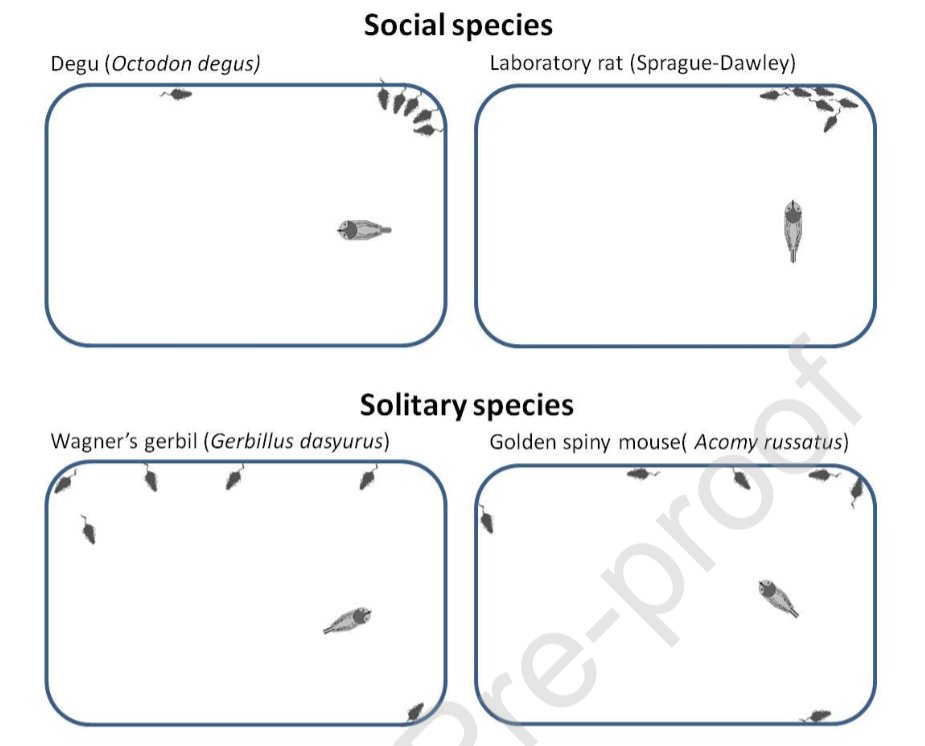 Social species
Degu (Octodon degus)
Laboratory rat (Sprague-Dawley)
Solitary species
Wagner's gerbil (Gerbillus dasyurus)
Golden spiny mouse( Acomy russatus)
Pre-proof